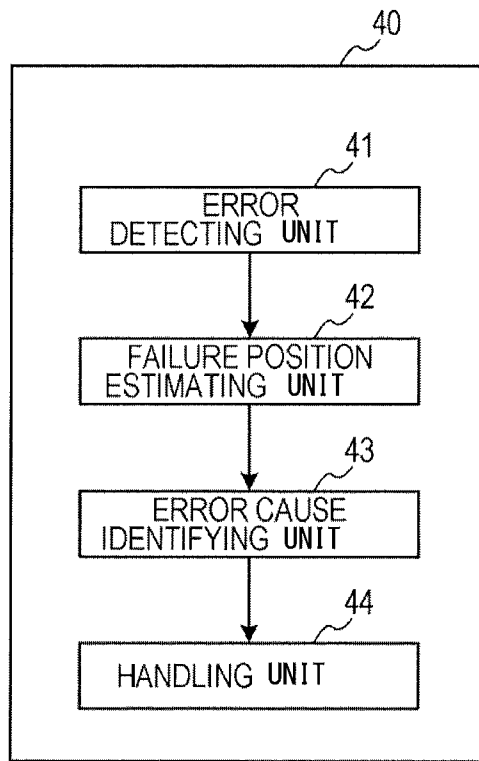 40
41
ERROR
DETECTING UNIT
42
FAILURE POSITION
ESTIMATING UNIT
43
ERROR CAUSE
IDENTIFYING UNIT
44
HANDLING UNIT